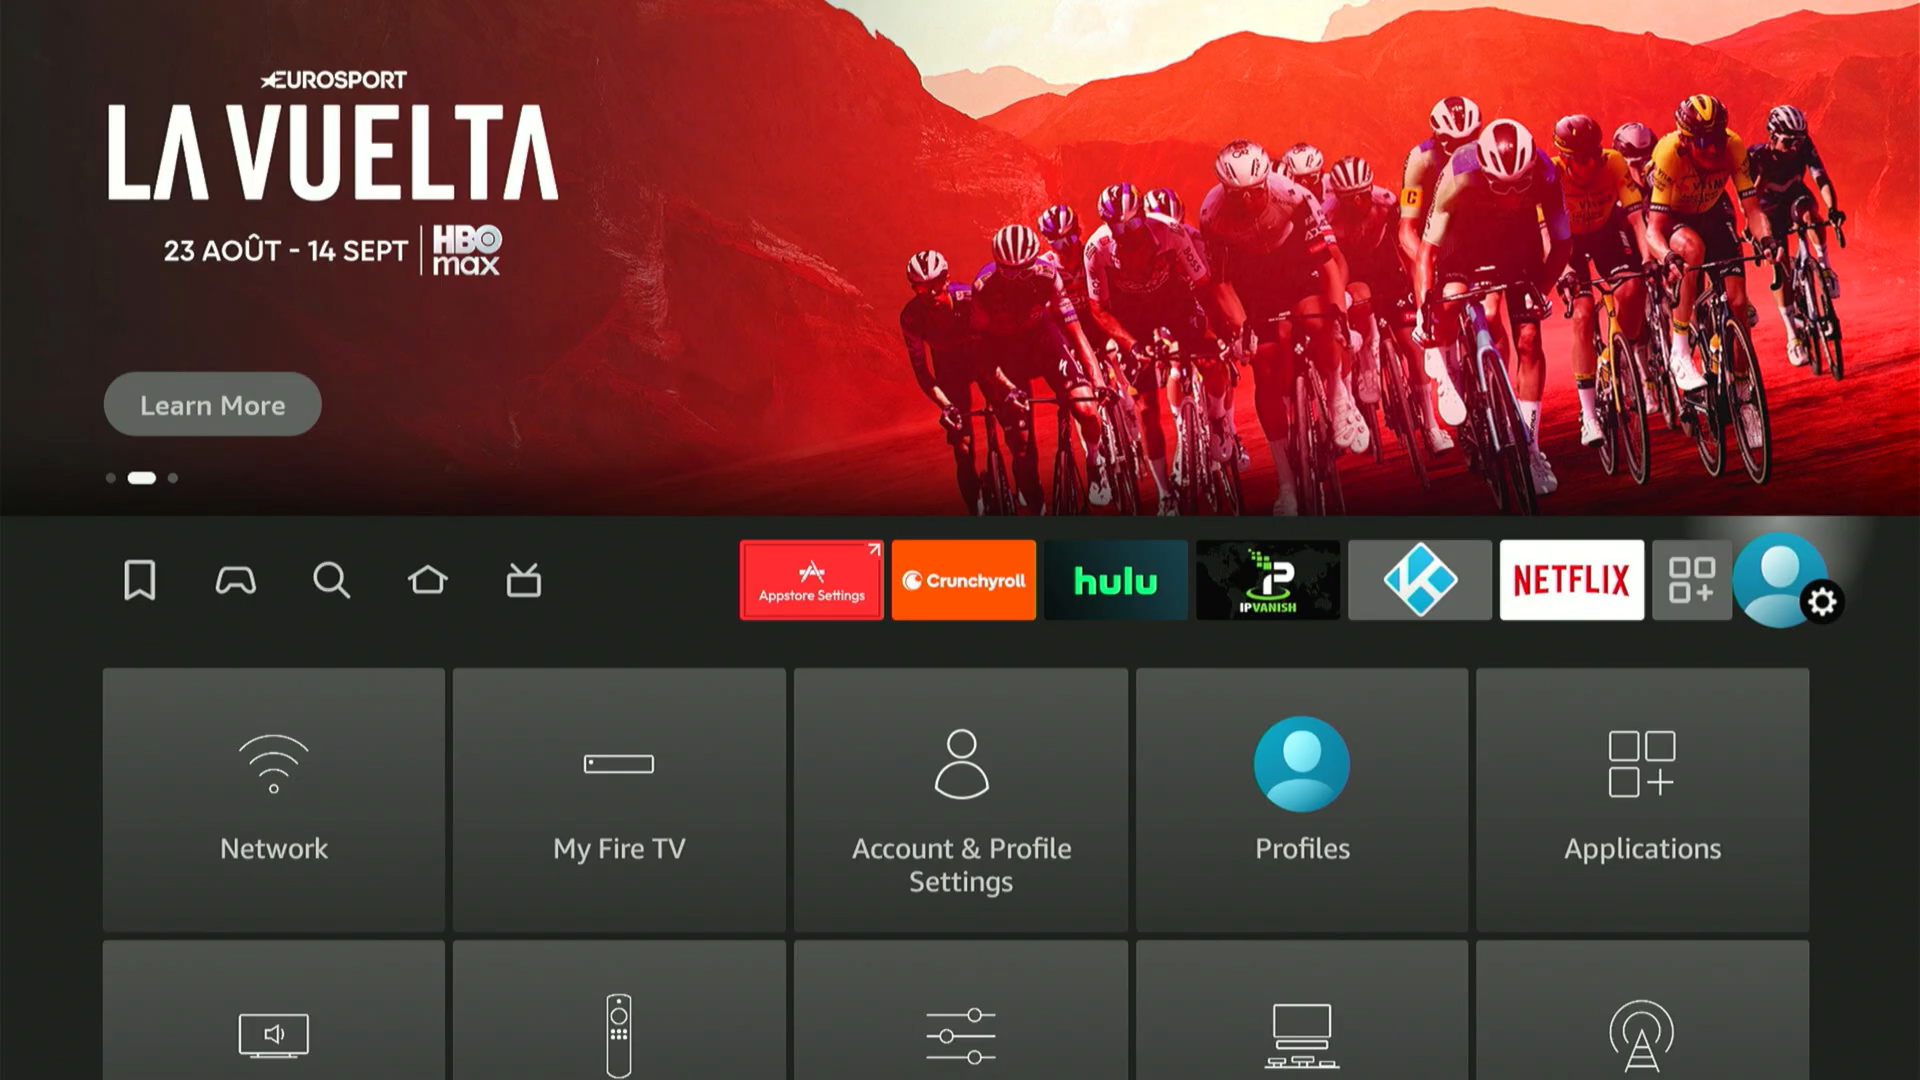 EUROSPORT
LA VUELTA
23 AOÛT - 14 SEPT
HBO
max
Learn More
Appstore Settings
Crunchyroll
hulu
IP
IPVANISH
NETFLIX
Network
My Fire TV
Account & Profile
Settings
Profiles
Applications